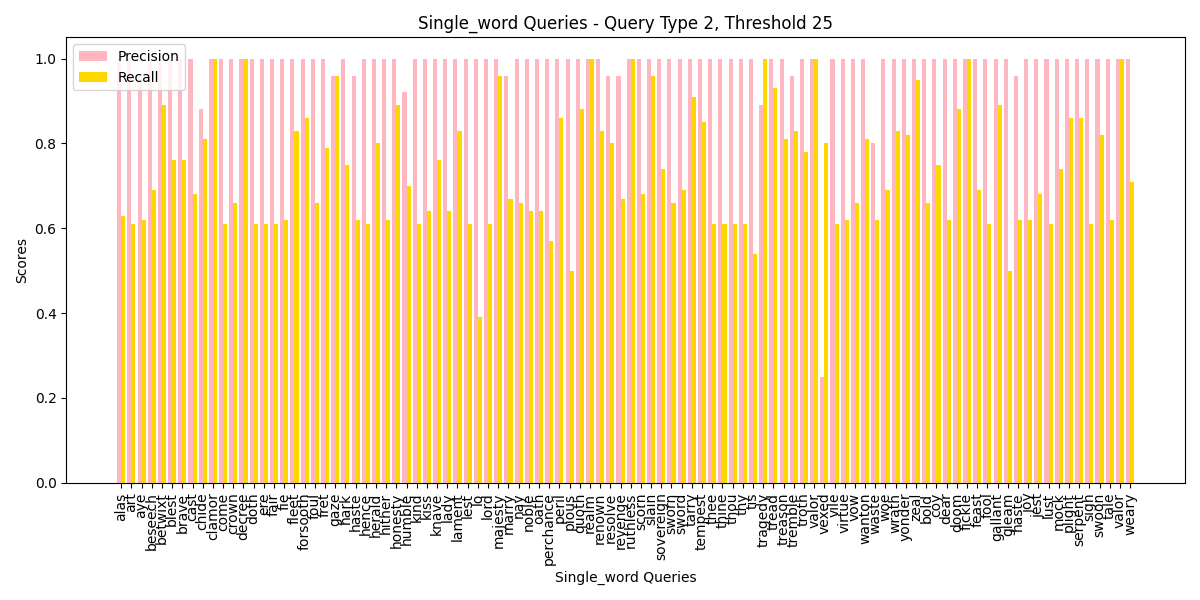 Single_word Queries - Query Type 2, Threshold 25
Precision
Recall
Scores
1.0
0.8
0.6
0.4
0.2
0.0
alas
art
aye
beseech
betwixt
blest
brave
cast
chide
clamor
come
crown
decree
doth
ere
eye
fair
fie
fleet
forsooth
foul
fret
gaze
hark
haste
hence
herald
hither
honesty
humble
kind
kiss
knave
lady
lament
lest
lo
lord
majesty
marry
nay
noble
oath
perchance
peril
pious
quoth
realm
renown
resolve
revenge
ruthless
scorn
slain
sovereign
sworn
sword
tarry
tempest
thee
thine
thou
thy
tis
tragedy
tread
treason
tremble
troth
valor
vexed
vile
virtue
vow
wanton
waste
woe
wrath
yonder
zeal
bold
coy
dear
doom
fickle
feast
fool
gallant
gleam
haste
joy
jest
lust
mock
plight
serpent
sigh
swoon
tale
valor
weary
Single_word Queries